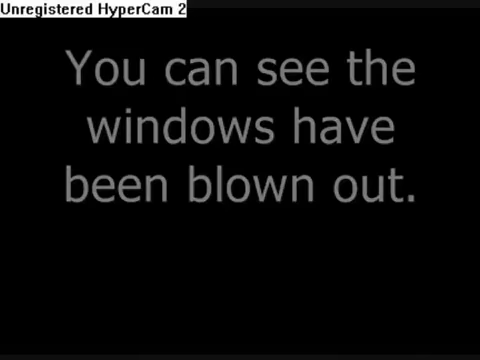 Unregistered HyperCam 2
You can see the
windows have
been blown out.